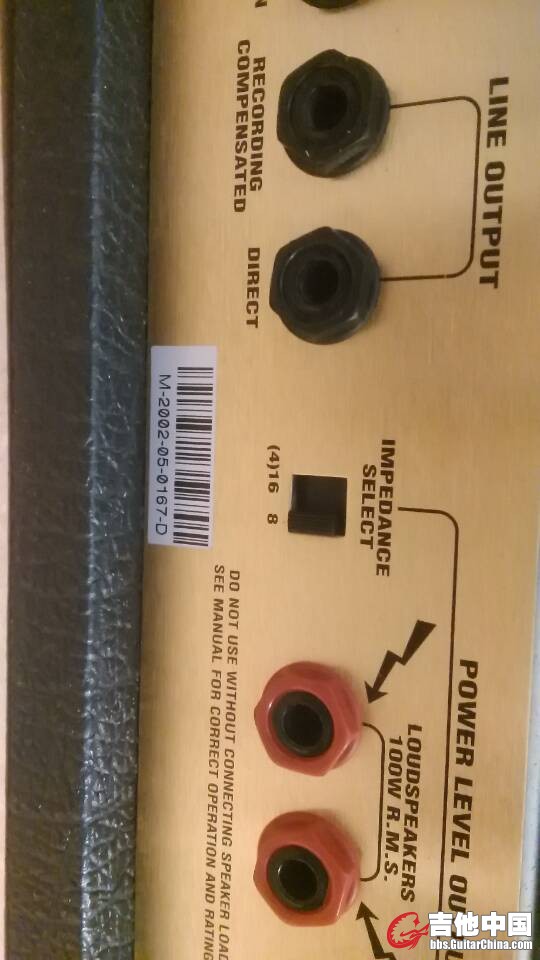 LINE OUTPUT
RECORDING
COMPENSATED
DIRECT
M-2002-05-0167-D
IMPEDANCE
SELECT
(4)16 8
POWER LEVEL
LOUDSPEAKERS
100W R.M.S.
DO NOT USE WITHOUT CONNECTING SPEAKER LOAD
SEE MANUAL FOR CORRECT OPERATION AND RATING
吉他中国
bbs.GuitarChina.com